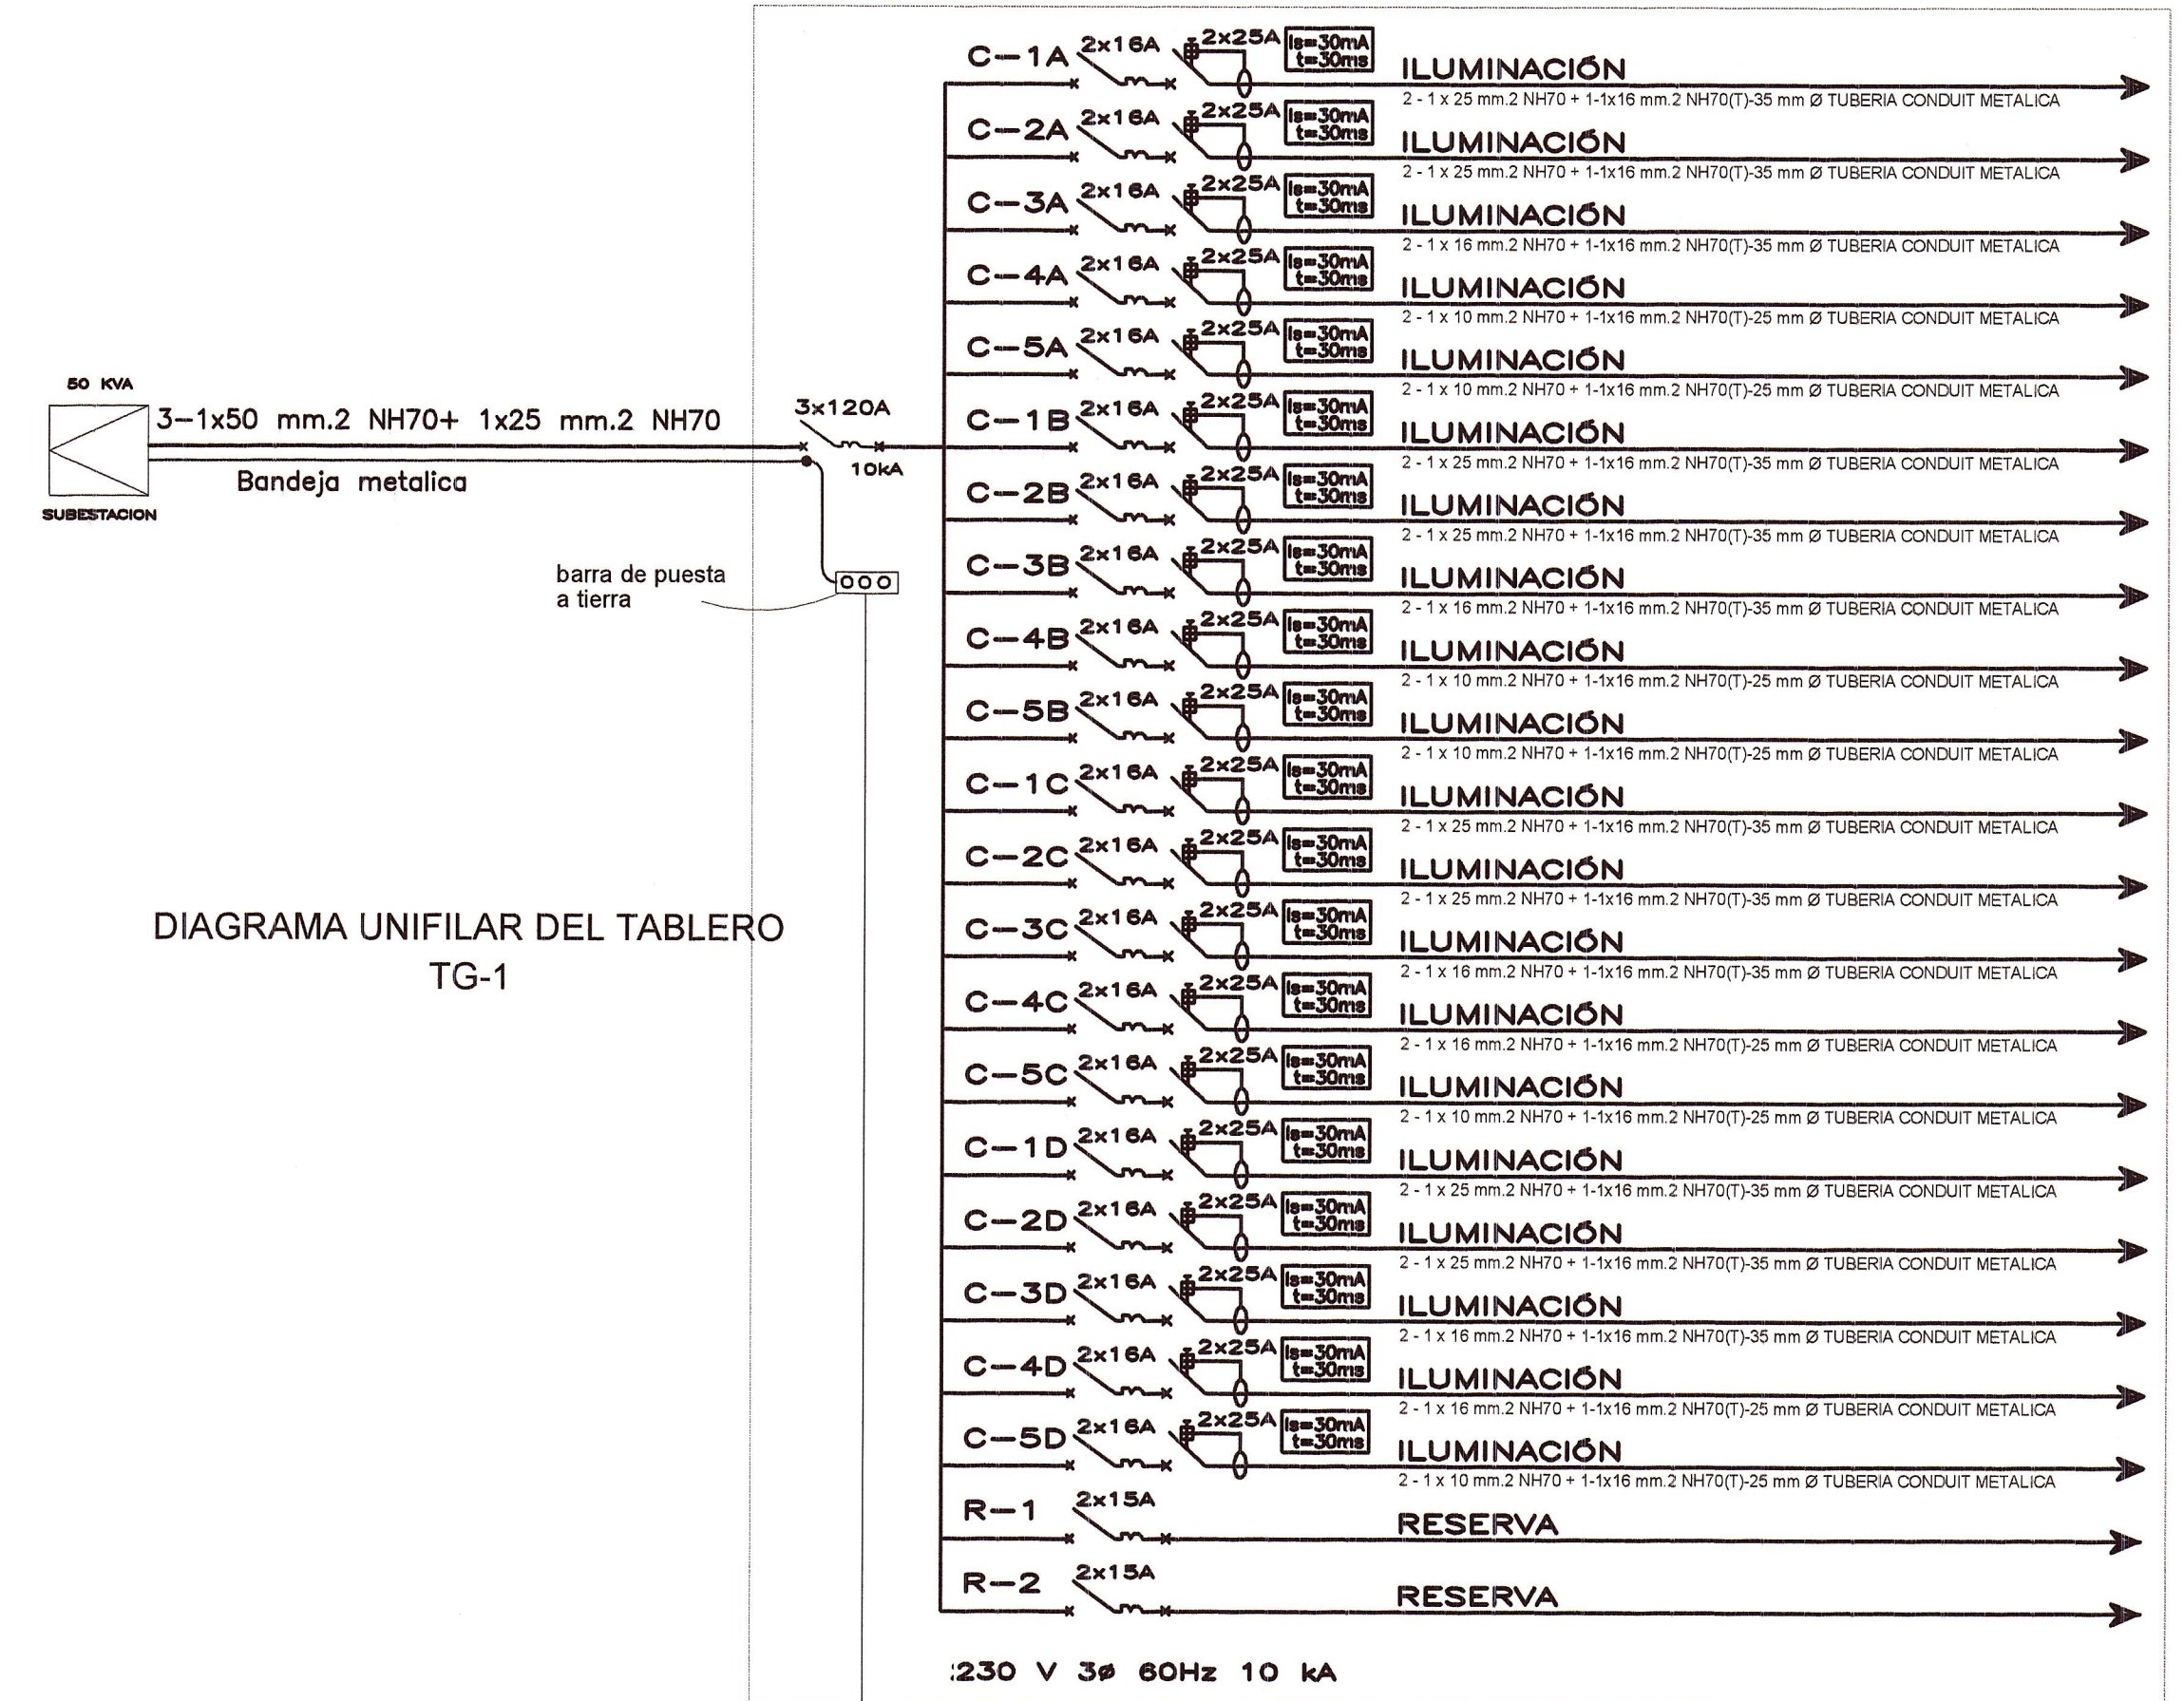 C-1A 2x16A 2x25A Is=30mA
t=30ms
ILUMINACIÓN
2 - 1 x 25 mm.2 NH70 + 1-1x16 mm.2 NH70(T)-35 mm Ø TUBERIA CONDUIT METALICA
C-2A 2x16A 2x25A Is=30mA
t=30ms
ILUMINACIÓN
2 - 1 x 25 mm.2 NH70 + 1-1x16 mm.2 NH70(T)-35 mm Ø TUBERIA CONDUIT METALICA
C-3A 2x16A 2x25A Is=30mA
t=30ms
ILUMINACIÓN
2 - 1 x 16 mm.2 NH70 + 1-1x16 mm.2 NH70(T)-35 mm Ø TUBERIA CONDUIT METALICA
C-4A 2x16A 2x25A Is=30mA
t=30ms
ILUMINACIÓN
2 - 1 x 10 mm.2 NH70 + 1-1x16 mm.2 NH70(T)-25 mm Ø TUBERIA CONDUIT METALICA
C-5A 2x16A 2x25A Is=30mA
t=30ms
ILUMINACIÓN
2 - 1 x 10 mm.2 NH70 + 1-1x16 mm.2 NH70(T)-25 mm Ø TUBERIA CONDUIT METALICA
50 KVA
3-1x50 mm.2 NH70+ 1x25 mm.2 NH70
Bandeja metalica
SUBESTACION
3x120A
10kA
barra de puesta
a tierra
C-1B 2x16A 2x25A Is=30mA
t=30ms
ILUMINACIÓN
2 - 1 x 25 mm.2 NH70 + 1-1x16 mm.2 NH70(T)-35 mm Ø TUBERIA CONDUIT METALICA
C-2B 2x16A 2x25A Is=30mA
t=30ms
ILUMINACIÓN
2 - 1 x 25 mm.2 NH70 + 1-1x16 mm.2 NH70(T)-35 mm Ø TUBERIA CONDUIT METALICA
C-3B 2x16A 2x25A Is=30mA
t=30ms
ILUMINACIÓN
2 - 1 x 16 mm.2 NH70 + 1-1x16 mm.2 NH70(T)-35 mm Ø TUBERIA CONDUIT METALICA
C-4B 2x16A 2x25A Is=30mA
t=30ms
ILUMINACIÓN
2 - 1 x 10 mm.2 NH70 + 1-1x16 mm.2 NH70(T)-25 mm Ø TUBERIA CONDUIT METALICA
C-5B 2x16A 2x25A Is=30mA
t=30ms
ILUMINACIÓN
2 - 1 x 10 mm.2 NH70 + 1-1x16 mm.2 NH70(T)-25 mm Ø TUBERIA CONDUIT METALICA
C-1C 2x16A 2x25A Is=30mA
t=30ms
ILUMINACIÓN
2 - 1 x 25 mm.2 NH70 + 1-1x16 mm.2 NH70(T)-35 mm Ø TUBERIA CONDUIT METALICA
C-2C 2x16A 2x25A Is=30mA
t=30ms
ILUMINACIÓN
2 - 1 x 25 mm.2 NH70 + 1-1x16 mm.2 NH70(T)-35 mm Ø TUBERIA CONDUIT METALICA
DIAGRAMA UNIFILAR DEL TABLERO
TG-1
C-3C 2x16A 2x25A Is=30mA
t=30ms
ILUMINACIÓN
2 - 1 x 16 mm.2 NH70 + 1-1x16 mm.2 NH70(T)-35 mm Ø TUBERIA CONDUIT METALICA
C-4C 2x16A 2x25A Is=30mA
t=30ms
ILUMINACIÓN
2 - 1 x 16 mm.2 NH70 + 1-1x16 mm.2 NH70(T)-25 mm Ø TUBERIA CONDUIT METALICA
C-5C 2x16A 2x25A Is=30mA
t=30ms
ILUMINACIÓN
2 - 1 x 10 mm.2 NH70 + 1-1x16 mm.2 NH70(T)-25 mm Ø TUBERIA CONDUIT METALICA
C-1D 2x16A 2x25A Is=30mA
t=30ms
ILUMINACIÓN
2 - 1 x 25 mm.2 NH70 + 1-1x16 mm.2 NH70(T)-35 mm Ø TUBERIA CONDUIT METALICA
C-2D 2x16A 2x25A Is=30mA
t=30ms
ILUMINACIÓN
2 - 1 x 25 mm.2 NH70 + 1-1x16 mm.2 NH70(T)-35 mm Ø TUBERIA CONDUIT METALICA
C-3D 2x16A 2x25A Is=30mA
t=30ms
ILUMINACIÓN
2 - 1 x 16 mm.2 NH70 + 1-1x16 mm.2 NH70(T)-35 mm Ø TUBERIA CONDUIT METALICA
C-4D 2x16A 2x25A Is=30mA
t=30ms
ILUMINACIÓN
2 - 1 x 16 mm.2 NH70 + 1-1x16 mm.2 NH70(T)-25 mm Ø TUBERIA CONDUIT METALICA
C-5D 2x16A 2x25A Is=30mA
t=30ms
ILUMINACIÓN
2 - 1 x 10 mm.2 NH70 + 1-1x16 mm.2 NH70(T)-25 mm Ø TUBERIA CONDUIT METALICA
R-1 2x15A RESERVA
R-2 2x15A RESERVA
230 V 3Ø 60Hz 10 kA